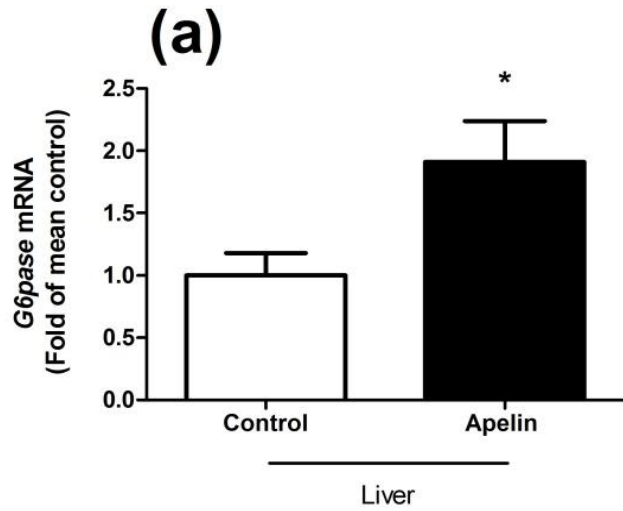 (a)
G6pase mRNA
(Fold of mean control)
2.5
2.0
1.5
1.0
0.5
0.0
*
Control Apelin
Liver